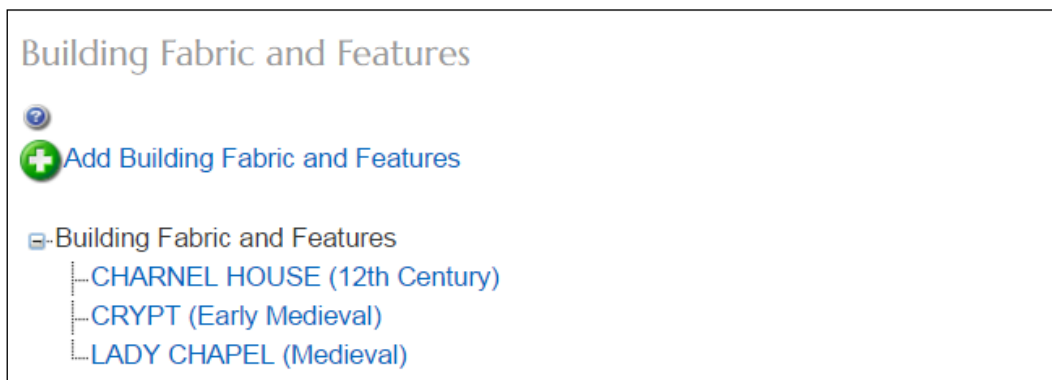 Building Fabric and Features
?
Add Building Fabric and Features
Building Fabric and Features
CHARNEL HOUSE (12th Century)
CRYPT (Early Medieval)
LADY CHAPEL (Medieval)